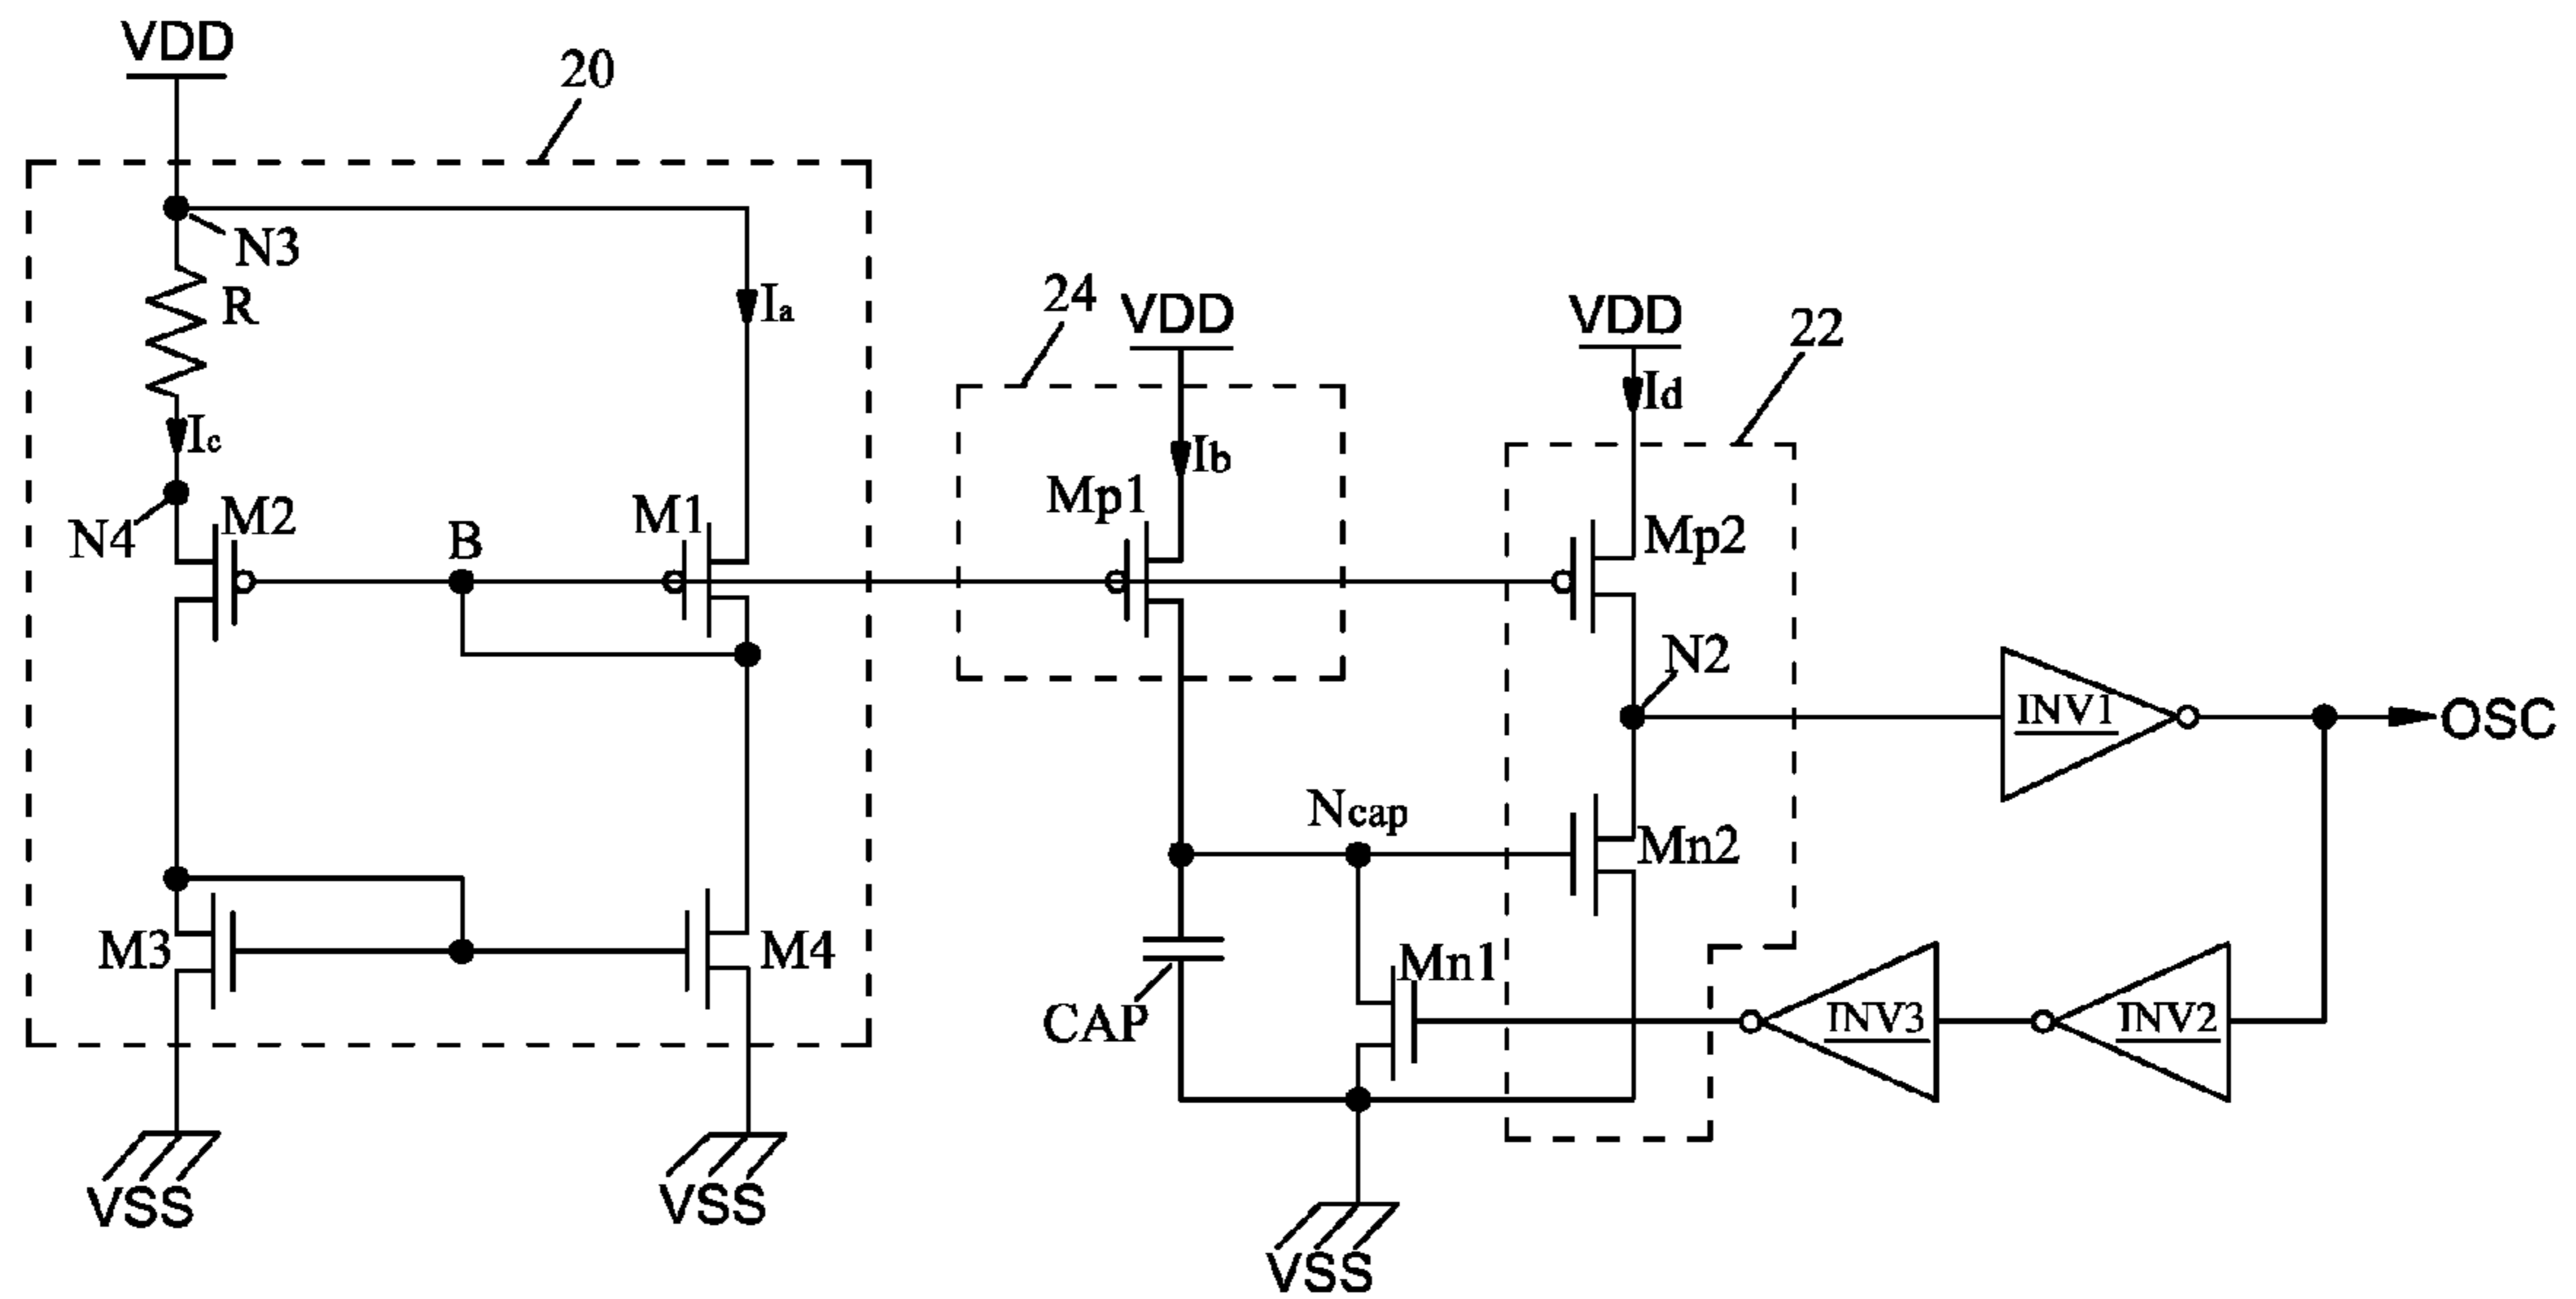 VDD
20
N3
R
Ia
Ic
N4
M2
B
M1
M3
M4
VSS
VSS
24
VDD
Ib
Mp1
VDD
22
Id
Mp2
N2
INV1
OSC
Ncap
Mn2
CAP
Mn1
INV3
INV2
VSS